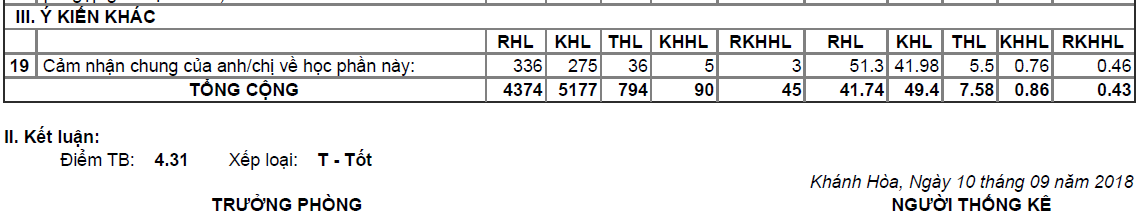 III. Ý KIẾN KHÁC
RHL KHL THL KHHL RKHHL RHL KHL THL KHHL RKHHL
19 Cảm nhận chung của anh/chị về học phần này: 336 275 36 5 3 51.3 41.98 5.5 0.76 0.46
TỔNG CỘNG 4374 5177 794 90 45 41.74 49.4 7.58 0.86 0.43
II. Kết luận:
Điểm TB: 4.31 Xếp loại: T - Tốt
Khánh Hòa, Ngày 10 tháng 09 năm 2018
TRƯỞNG PHÒNG NGƯỜI THỐNG KÊ